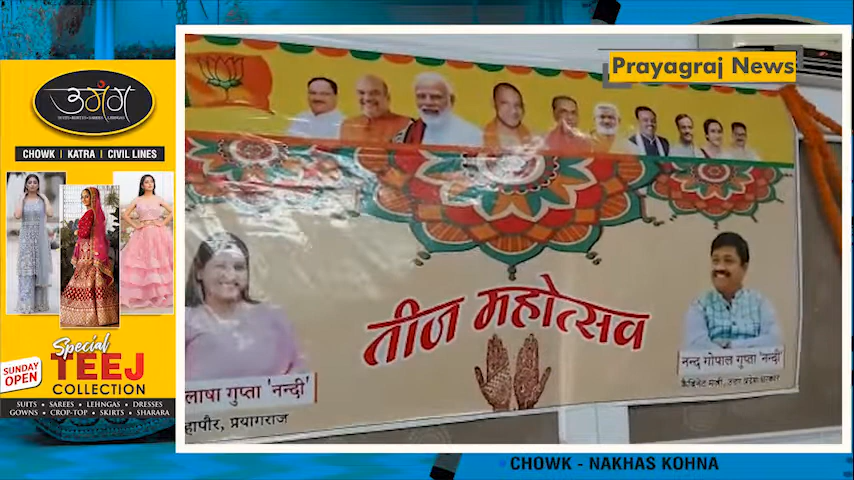 उमंग
CHOWK | KATRA | CIVIL LINES
Special
TEEJ
COLLECTION
SUNDAY
OPEN
SUITS • SAREES • LEHNGAS • DRESSES
GOWNS • CROP-TOP • SKIRTS • SHARARA
Prayagraj News
तीज महोत्सव
लाषा गुप्ता 'नन्दी'
हापौर, प्रयागराज
नन्द गोपाल गुप्ता 'नन्दी'
कैबिनेट मन्त्री, उत्तर प्रदेश सरकार
CHOWK - NAKHAS KOHNA